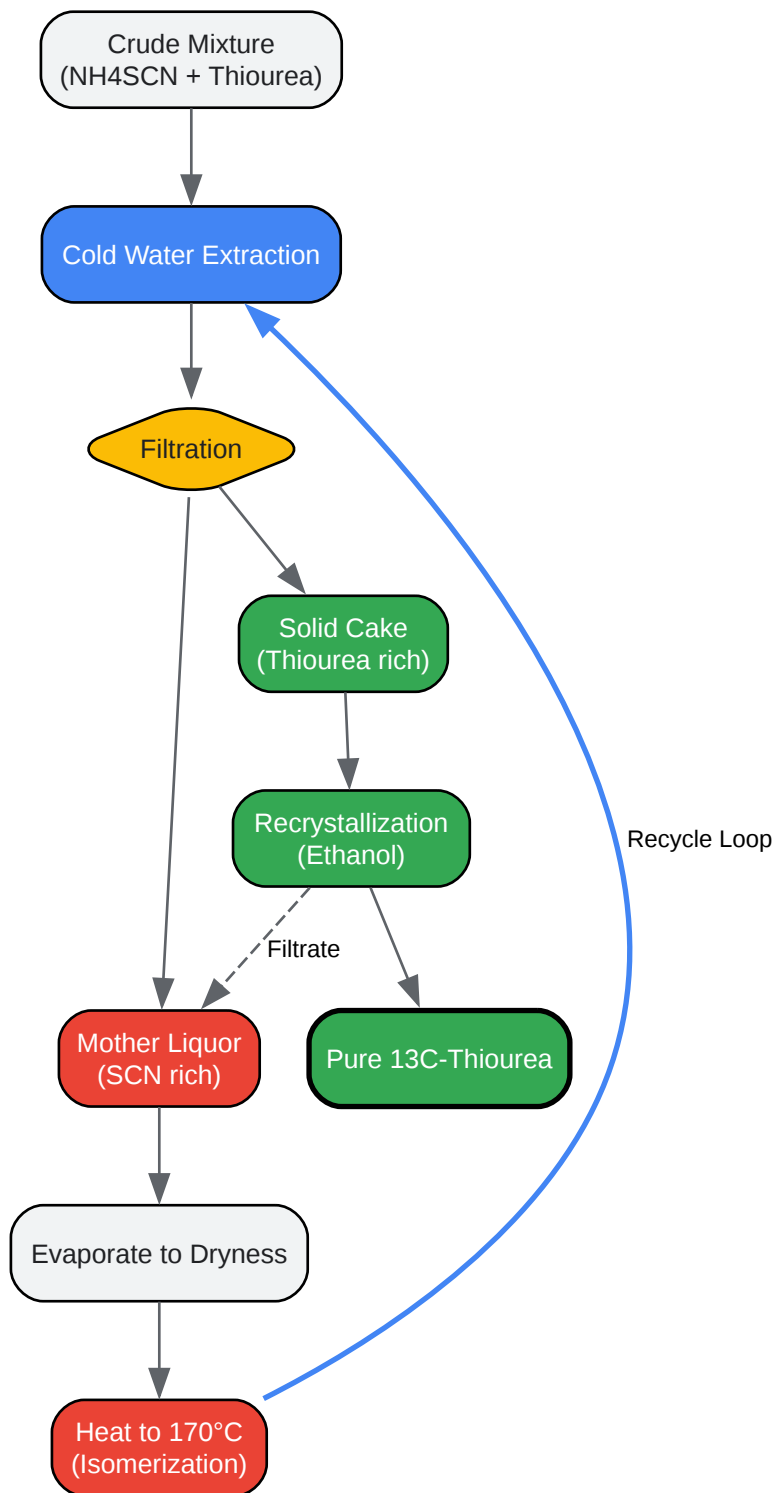 Crude Mixture
(NH4SCN + Thiourea)
Cold Water Extraction
Filtration
Solid Cake
(Thiourea rich)
Recrystallization
(Ethanol)
Recycle Loop
Filtrate
Mother Liquor
(SCN rich)
Pure 13C-Thiourea
Evaporate to Dryness
Heat to 170°C
(Isomerization)